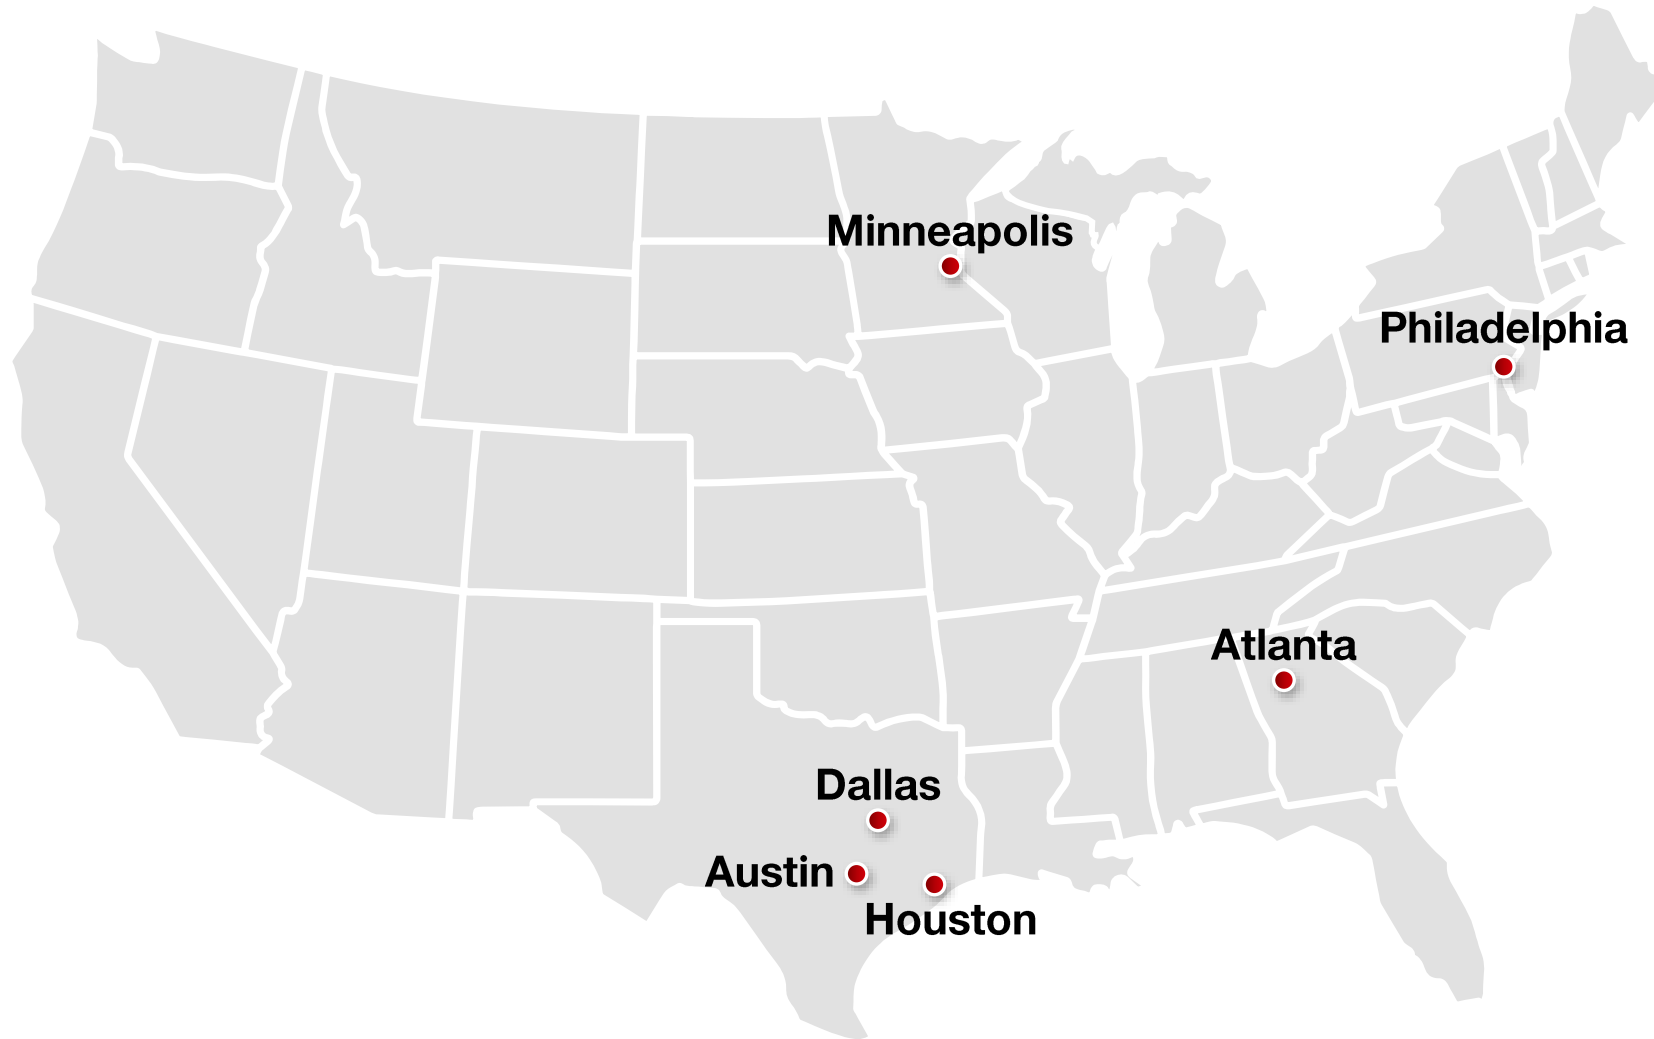 Minneapolis
Philadelphia
Atlanta
Dallas
Austin
Houston